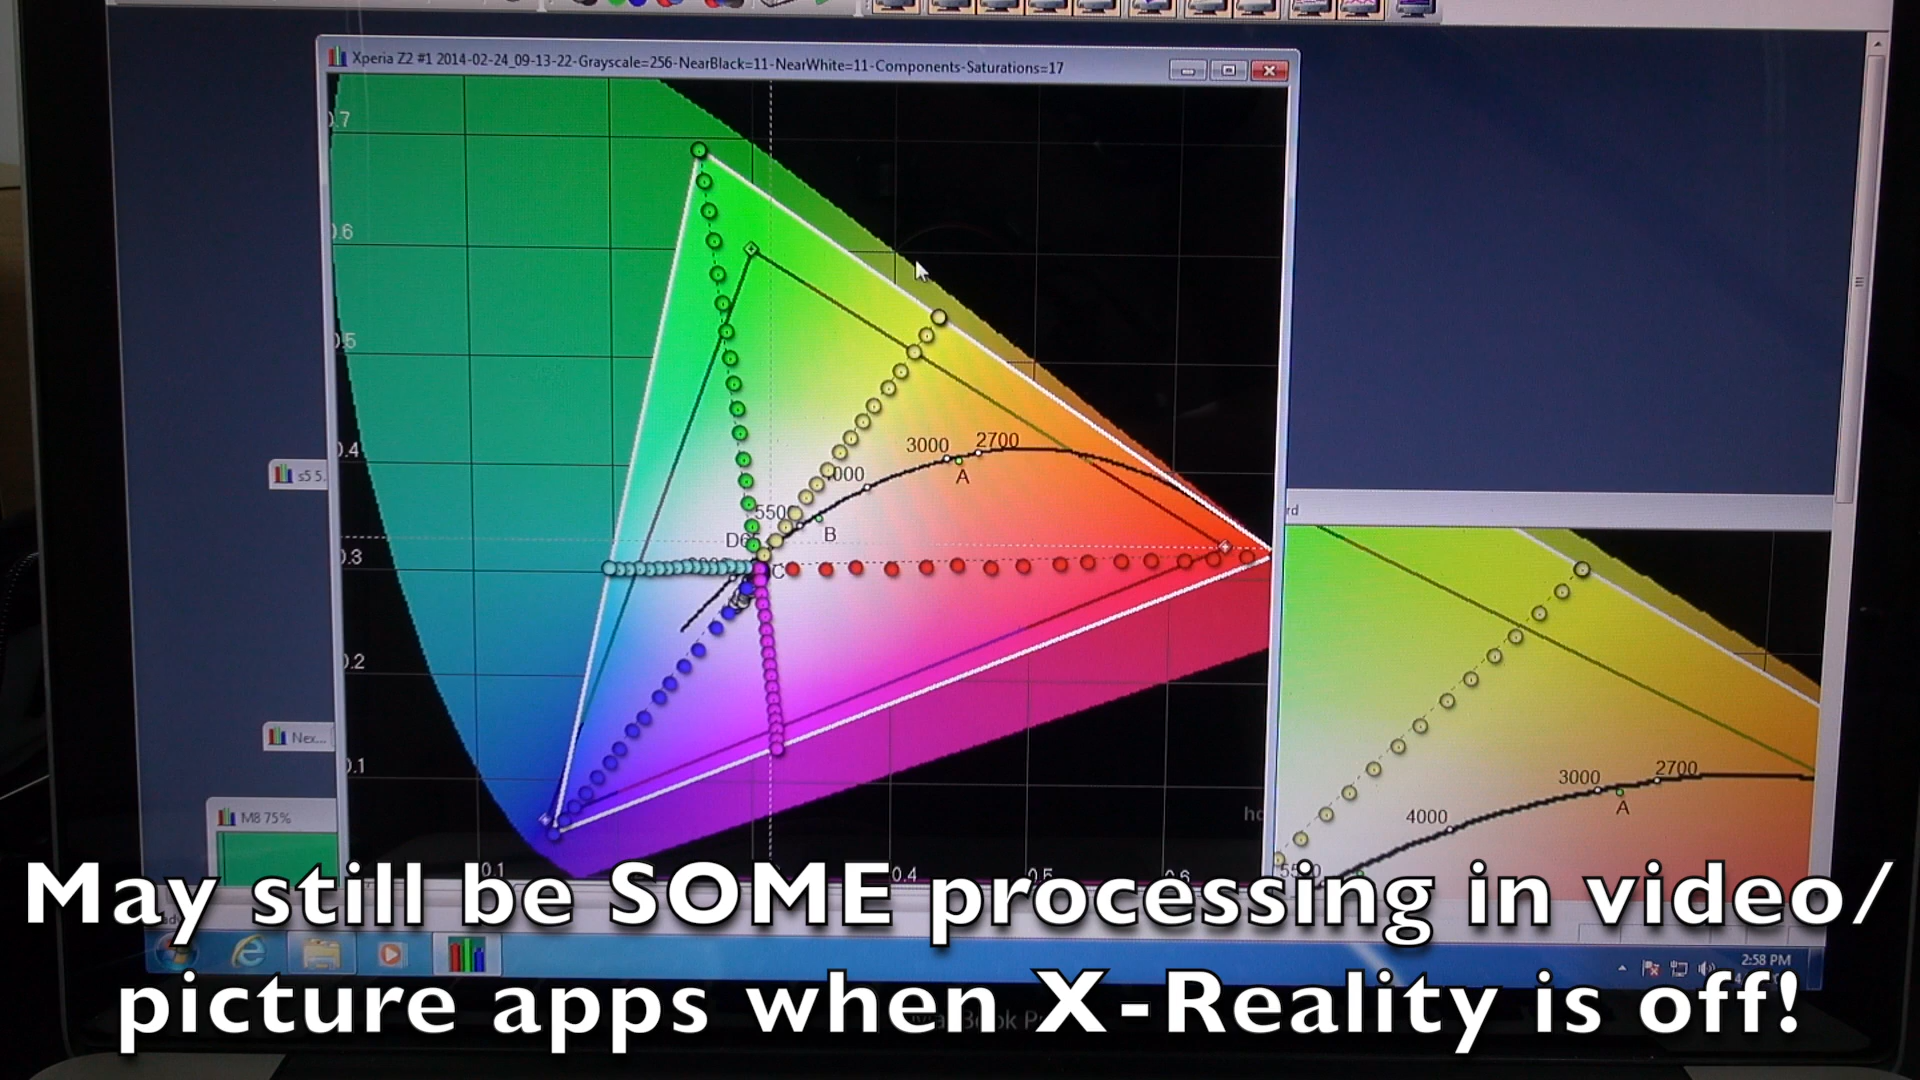 Xperia Z2 #1 2014-02-24_09-13-22-Grayscale=256-NearBlack=11-NearWhite=11-Components-Saturations=17
0.7
0.6
0.5
0.4
0.3
0.2
0.1
3000 2700
A
B
C
s5 5.
Nex...
M8 75%
rd
3000 2700
A
4000
0.1
0.4
0.5
0.6
May still be SOME processing in video/
picture apps when X-Reality is off!
2:58 PM